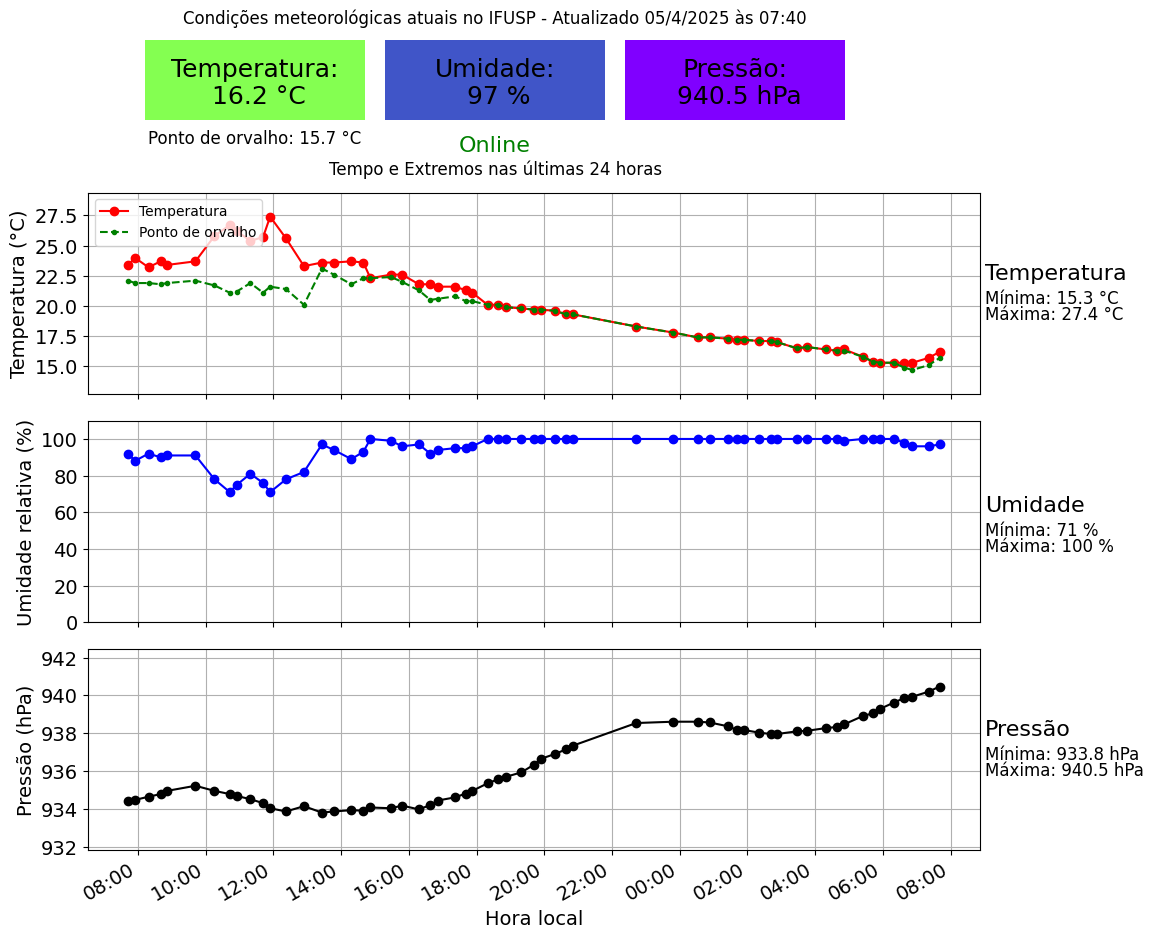 Condições meteorológicas atuais no IFUSP - Atualizado 05/4/2025 às 07:40
Temperatura:
16.2 °C
Umidade:
97 %
Pressão:
940.5 hPa
Ponto de orvalho: 15.7 °C
Online
Tempo e Extremos nas últimas 24 horas
Temperatura (°C)
27.5
25.0
22.5
20.0
17.5
15.0
Temperatura
Ponto de orvalho
Temperatura
Mínima: 15.3 °C
Máxima: 27.4 °C
Umidade relativa (%)
100
80
60
40
20
0
Umidade
Mínima: 71 %
Máxima: 100 %
Pressão (hPa)
942
940
938
936
934
932
Pressão
Mínima: 933.8 hPa
Máxima: 940.5 hPa
08:00 10:00 12:00 14:00 16:00 18:00 20:00 22:00 00:00 02:00 04:00 06:00 08:00
Hora local